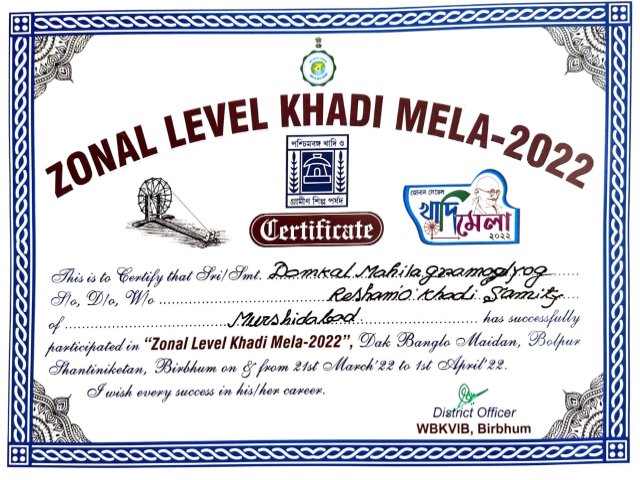 ZONAL LEVEL KHADI MELA-2022
পশ্চিমবঙ্গ খাদি ও
গ্রামীণ শিল্প পর্ষদ
জোনাল লেভেল
খাদি
মেলা
২০২২
Certificate
This is to Certify that Sri/Smt. Domkal Mahila Gramodyog
S/o, D/o, W/o Resham O Khadi Samity
of Murshidabad has successfully
participated in "Zonal Level Khadi Mela-2022", Dak Banglo Maidan, Bolpur
Shantiniketan, Birbhum on & from 21st March'22 to 1st April'22.
I wish every success in his/her career.
District Officer
WBKVIB, Birbhum